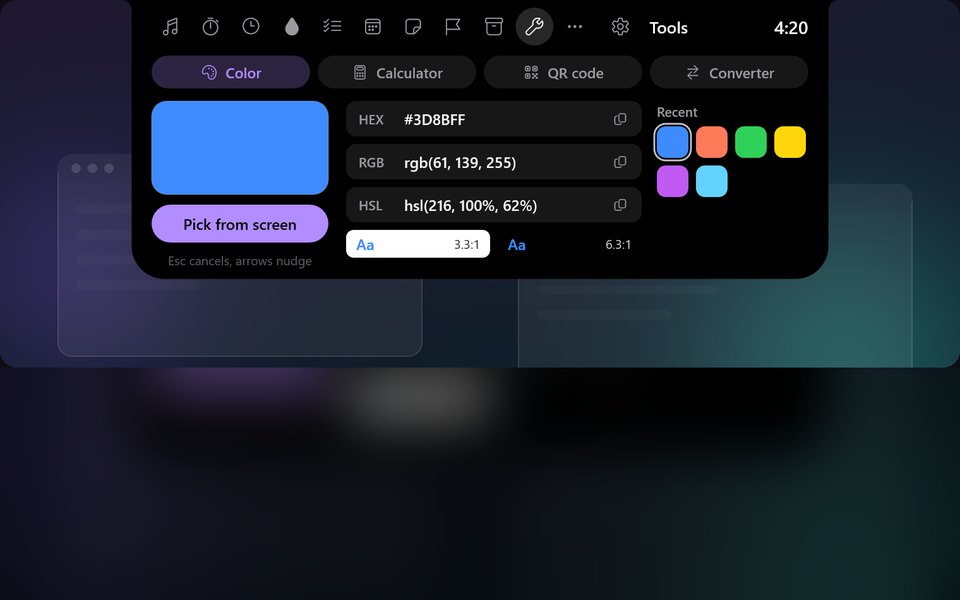 Tools
4:20
Color
Calculator
QR code
Converter
HEX #3D8BFF
RGB rgb(61, 139, 255)
HSL hsl(216, 100%, 62%)
Aa 3.3:1
Aa 6.3:1
Pick from screen
Esc cancels, arrows nudge
Recent